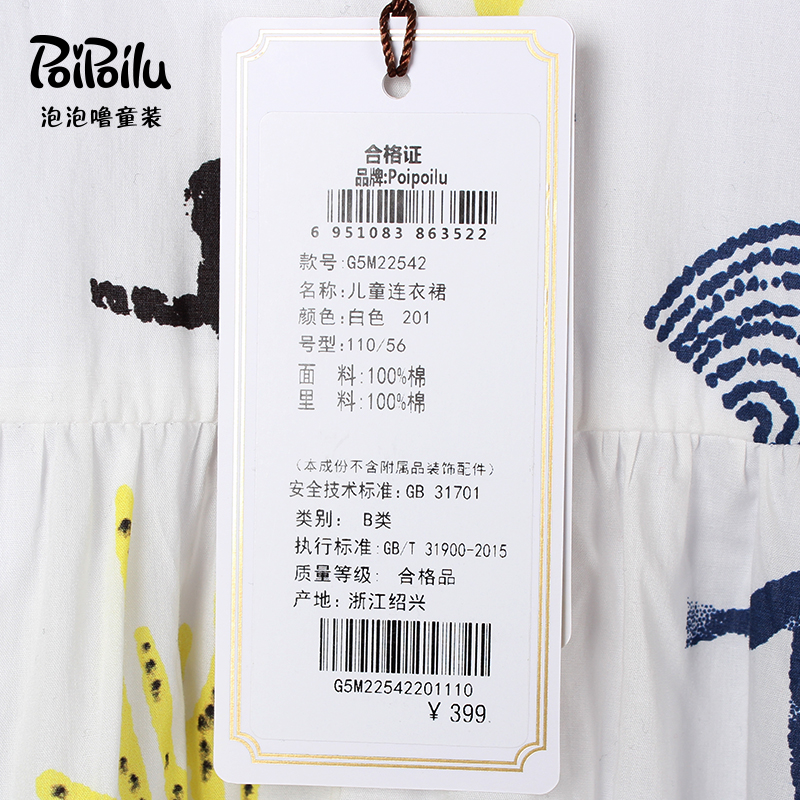 PoiPoilu
泡泡噜童装
合格证
品牌:Poipoilu
6 951083 863522
款号:G5M22542
名称:儿童连衣裙
颜色:白色 201
号型:110/56
面 料:100%棉
里 料:100%棉
（本成份不含附属品装饰配件）
安全技术标准:GB 31701
类别: B类
执行标准:GB/T 31900-2015
质量等级: 合格品
产地:浙江绍兴
G5M22542201110
¥ 399.